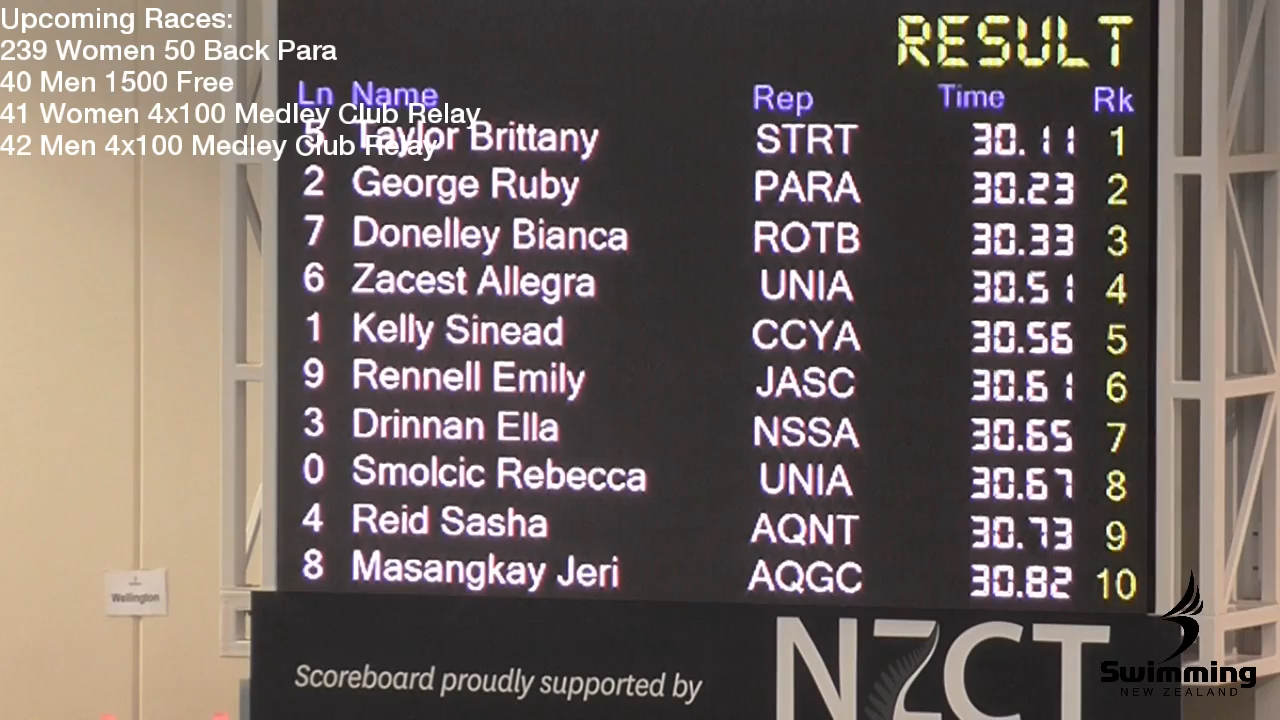 Upcoming Races:
239 Women 50 Back Para
40 Men 1500 Free
41 Women 4x100 Medley Club Relay
42 Men 4x100 Medley Club Relay
RESULT
Ln Name Rep Time Rk
5 Taylor Brittany STRT 30.11 1
2 George Ruby PARA 30.23 2
7 Donelley Bianca ROTB 30.33 3
6 Zacest Allegra UNIA 30.51 4
1 Kelly Sinead CCYA 30.56 5
9 Rennell Emily JASC 30.61 6
3 Drinnan Ella NSSA 30.65 7
0 Smolcic Rebecca UNIA 30.67 8
4 Reid Sasha AQNT 30.73 9
8 Masangkay Jeri AQGC 30.82 10
Wellington
Scoreboard proudly supported by
NZCT
Swimming
NEW ZEALAND